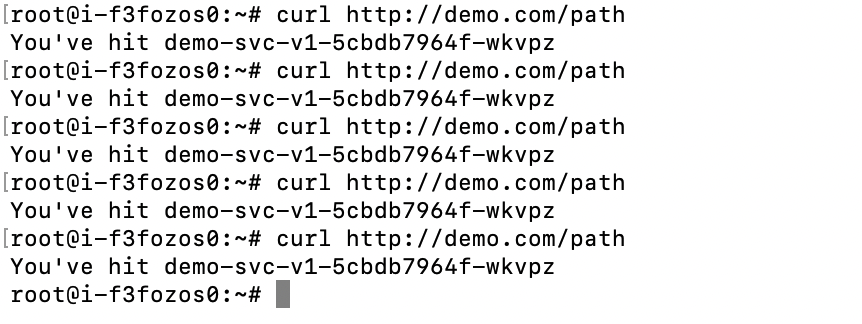 [root@i-f3fozos0:~# curl http://demo.com/path
You've hit demo-svc-v1-5cbdb7964f-wkvpz
[root@i-f3fozos0:~# curl http://demo.com/path
You've hit demo-svc-v1-5cbdb7964f-wkvpz
[root@i-f3fozos0:~# curl http://demo.com/path
You've hit demo-svc-v1-5cbdb7964f-wkvpz
[root@i-f3fozos0:~# curl http://demo.com/path
You've hit demo-svc-v1-5cbdb7964f-wkvpz
[root@i-f3fozos0:~# curl http://demo.com/path
You've hit demo-svc-v1-5cbdb7964f-wkvpz
root@i-f3fozos0:~#